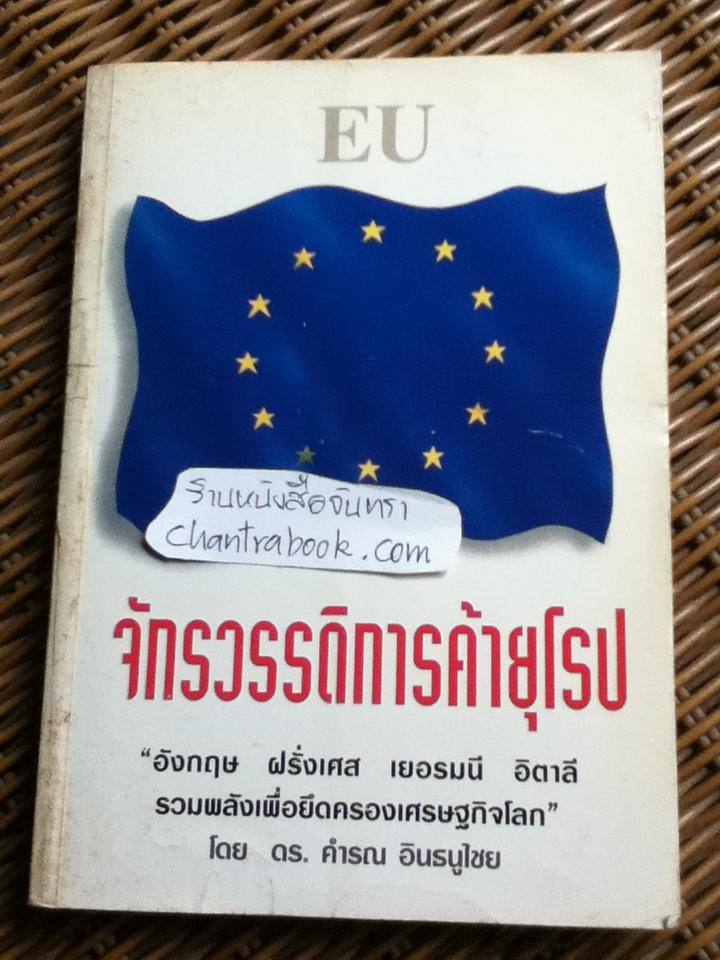 EU
ร้านหนังสือจันทรา
chantrabook.com
จักรวรรดิการค้ายุโรป
“อังกฤษ ฝรั่งเศส เยอรมนี อิตาลี
รวมพลังเพื่อยึดครองเศรษฐกิจโลก”
โดย ดร. คำรณ อินธนูไชย